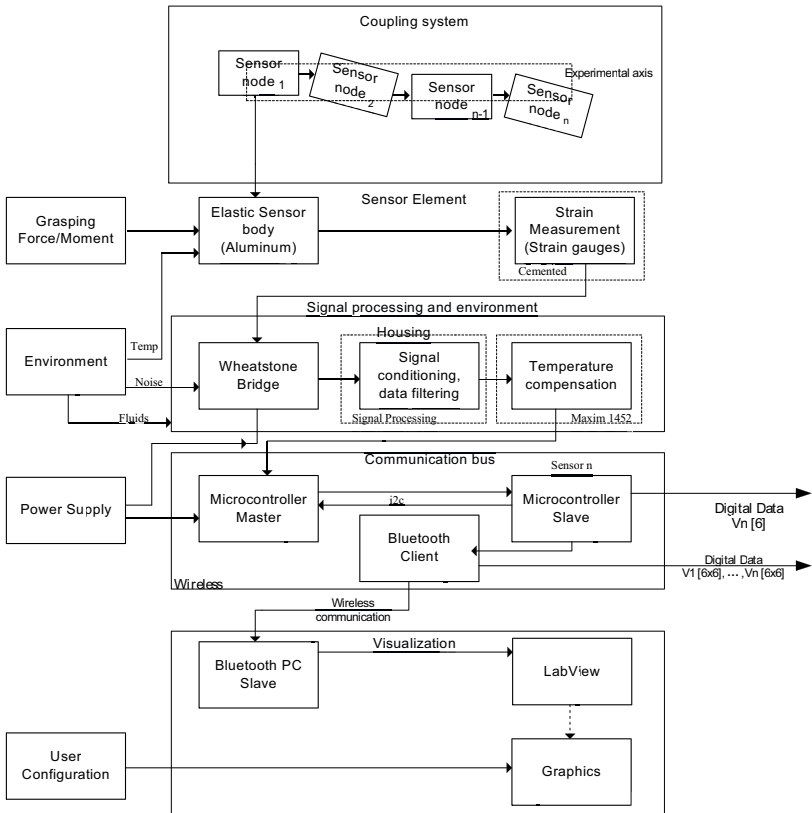 Coupling system
Sensor
node 1
Sensor
node 2
Sensor
node n-1
Sensor
node n
Experimental axis
Sensor Element
Grasping
Force/Moment
Elastic Sensor
body
(Aluminum)
Strain
Measurement
(Strain gauges)
Cemented
Signal processing and environment
Housing
Environment
Temp
Noise
Fluids
Wheatstone
Bridge
Signal
conditioning,
data filtering
Signal Processing
Temperature
compensation
Maxim 1452
Communication bus
Power Supply
Microcontroller
Master
i2c
Sensor n
Microcontroller
Slave
Digital Data
Vn [6]
Bluetooth
Client
Digital Data
V1 [6x6], ... ,Vn [6x6]
Wireless
Wireless
communication
Visualization
Bluetooth PC
Slave
LabView
User
Configuration
Graphics